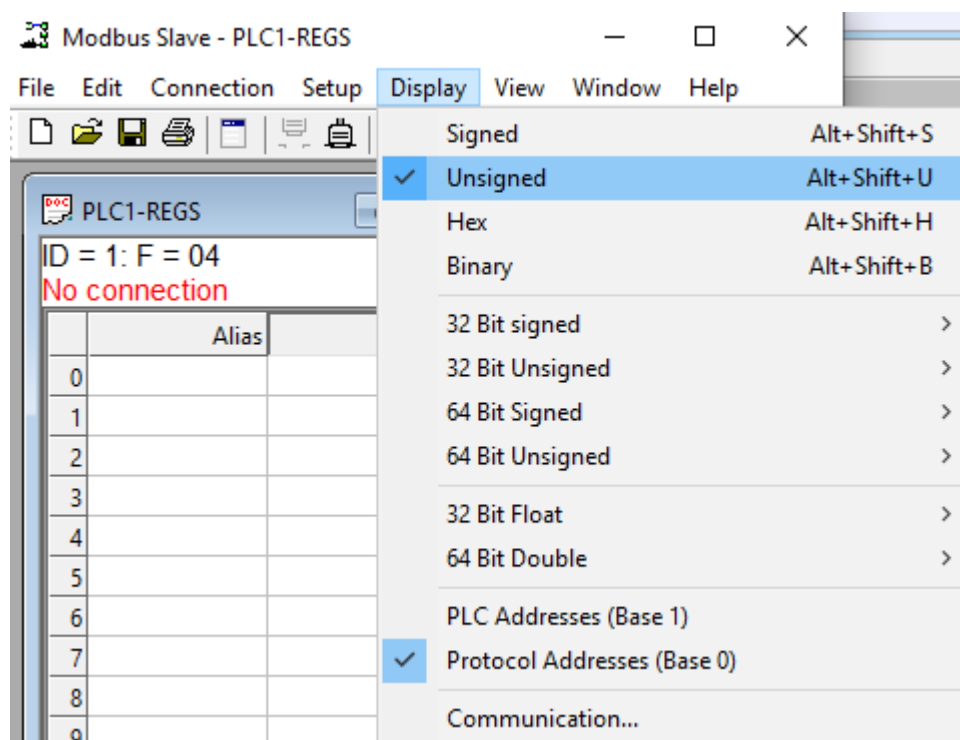 Modbus Slave - PLC1-REGS
File Edit Connection Setup Display View Window Help
Signed Alt+Shift+S
Unsigned Alt+Shift+U
Hex Alt+Shift+H
Binary Alt+Shift+B
32 Bit signed
32 Bit Unsigned
64 Bit Signed
64 Bit Unsigned
32 Bit Float
64 Bit Double
PLC Addresses (Base 1)
Protocol Addresses (Base 0)
Communication...
DOC
PLC1-REGS
ID = 1: F = 04
No connection
Alias
0
1
2
3
4
5
6
7
8
9